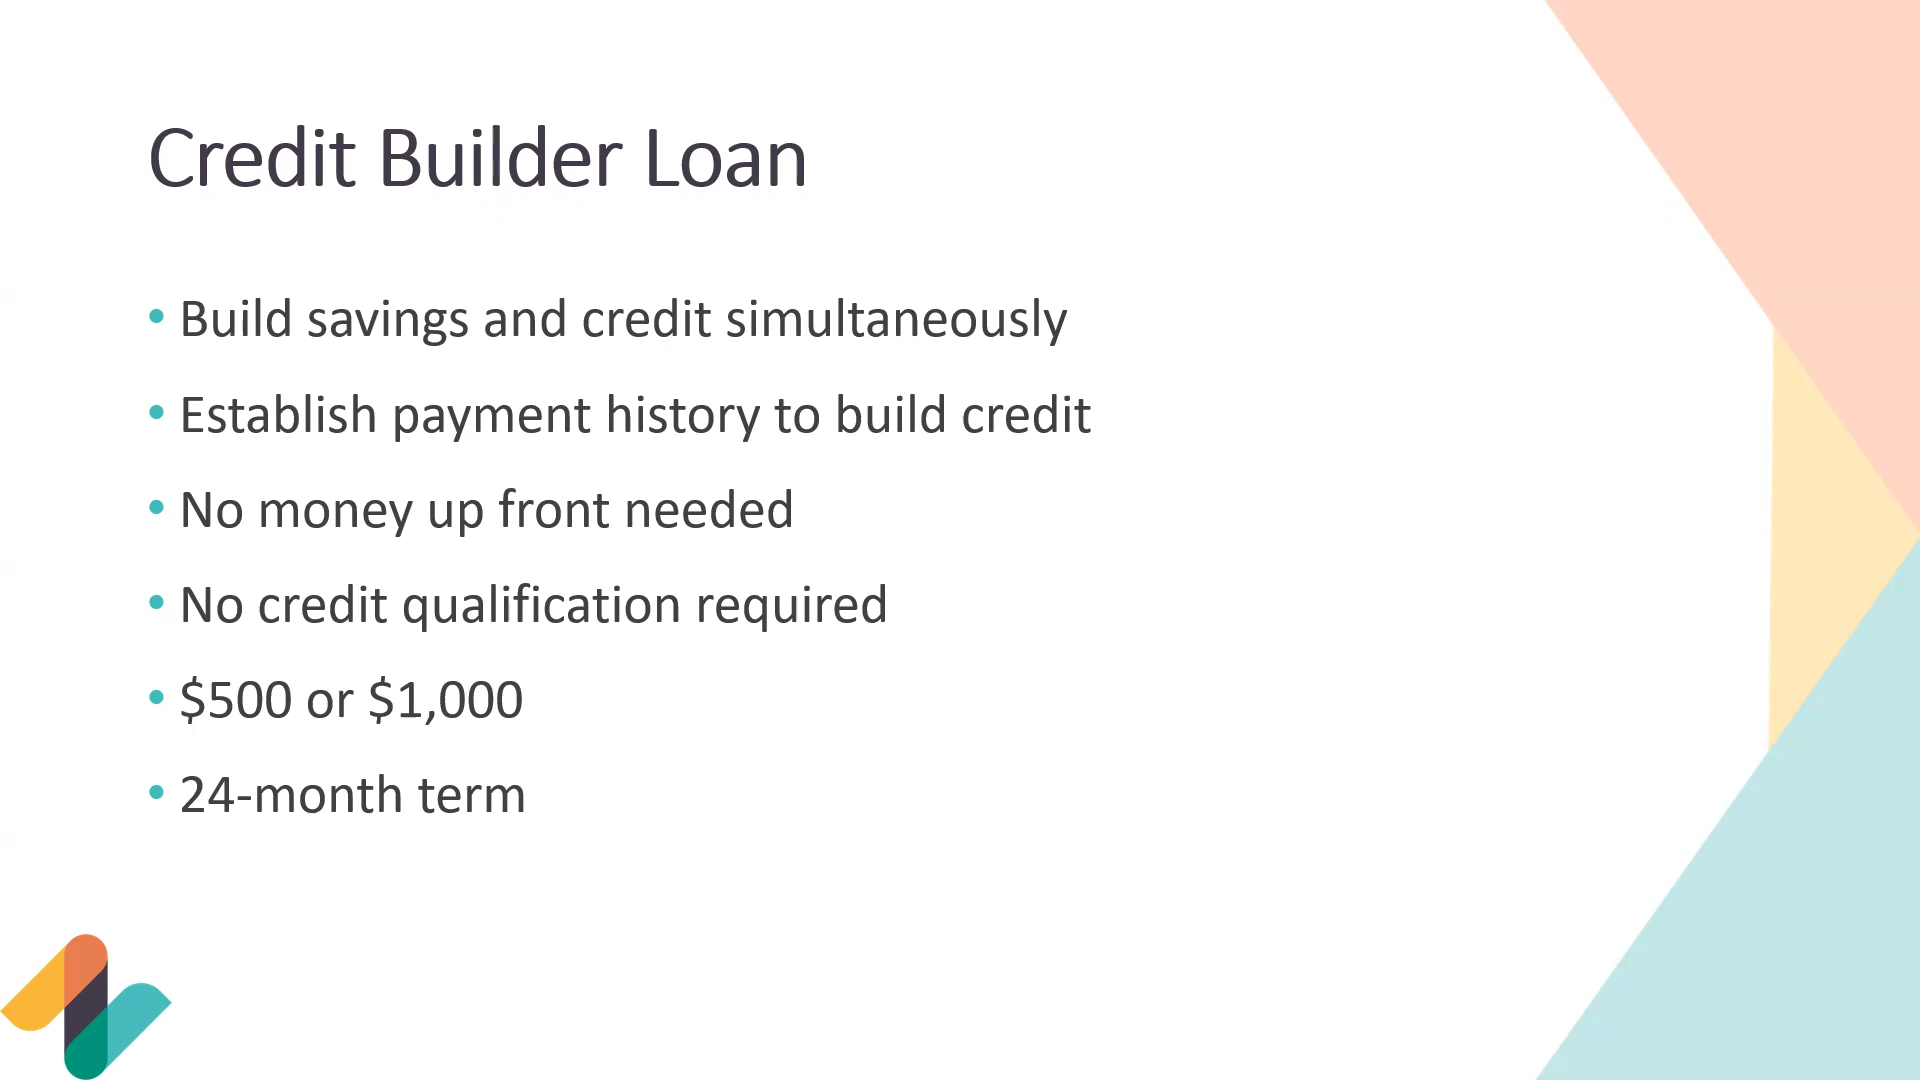 Credit Builder Loan
• Build savings and credit simultaneously
• Establish payment history to build credit
• No money up front needed
• No credit qualification required
• $500 or $1,000
• 24-month term